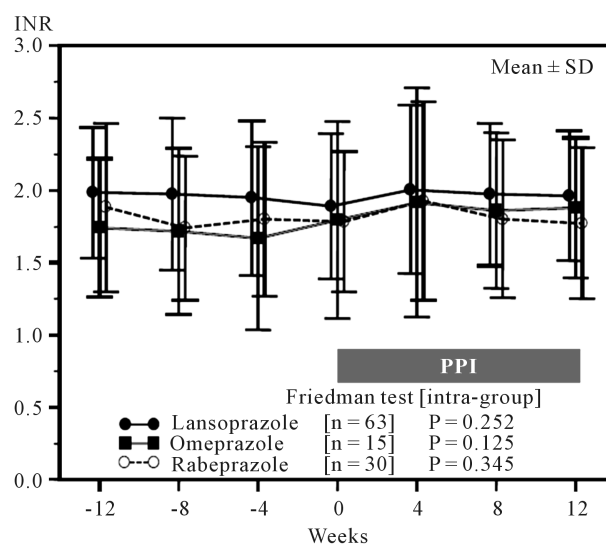 INR
3.0
Mean ± SD
2.5
2.0
1.5
1.0
PPI
Friedman test [intra-group]
0.5
Lansoprazole [n = 63] P = 0.252
Omeprazole [n = 15] P = 0.125
Rabeprazole [n = 30] P = 0.345
0.0
-12 -8 -4 0 4 8 12
Weeks